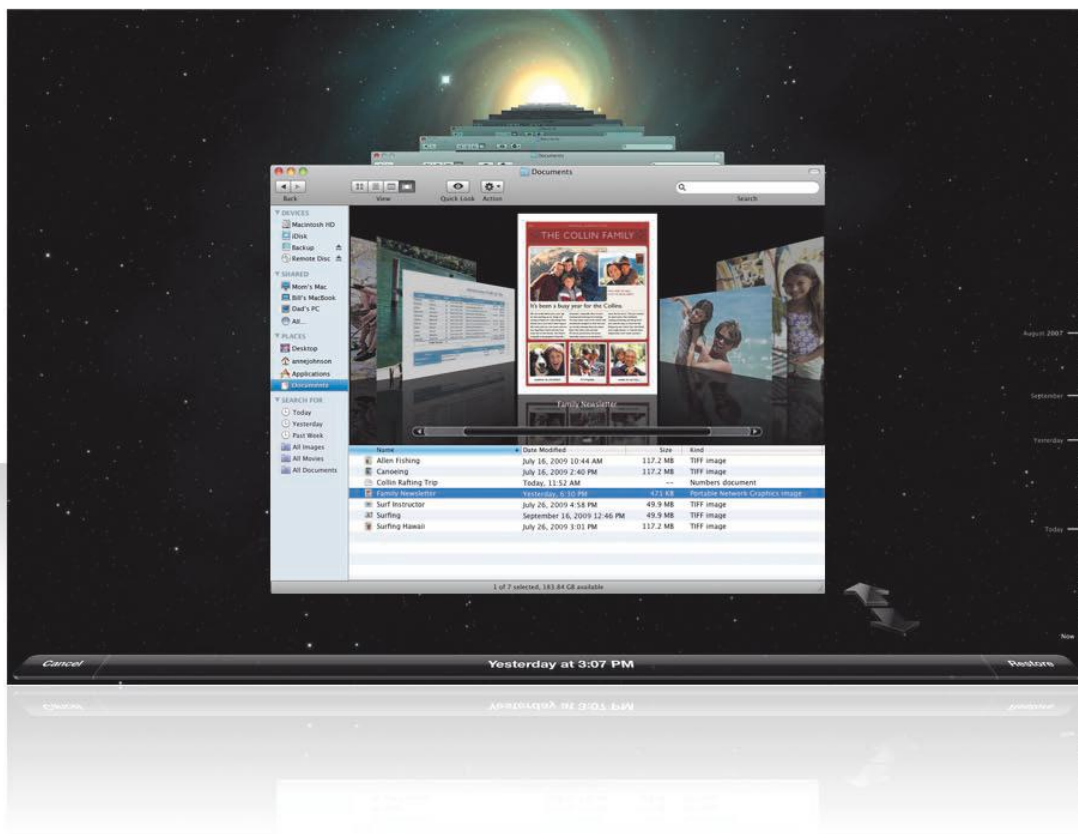 Documents
Documents
Documents
Back View Quick Look Action Search
DEVICES
Macintosh HD
iDisk
Backup
Remote Disc
SHARED
Mom's Mac
Bill's MacBook
Dad's PC
All...
PLACES
Desktop
annejohnson
Applications
Documents
SEARCH FOR
Today
Yesterday
Past Week
All Images
All Movies
All Documents
THE COLLIN FAMILY
It's been a busy year for the Collins.
Family Newsletter
Name Date Modified Size Kind
Allen Fishing July 16, 2009 10:44 AM 117.2 MB TIFF image
Canoeing July 16, 2009 2:40 PM 117.2 MB TIFF image
Collin Rafting Trip Today, 11:52 AM -- Numbers document
Family Newsletter Yesterday, 6:10 PM 471 KB Portable Network Graphics image
Surf Instructor July 26, 2009 4:58 PM 49.9 MB TIFF image
Surfing September 16, 2009 12:46 PM 49.9 MB TIFF image
Surfing Hawaii July 26, 2009 3:01 PM 117.2 MB TIFF image
1 of 7 selected, 183.84 GB available
August 2007
September
Yesterday
Today
Now
Cancel Yesterday at 3:07 PM Restore